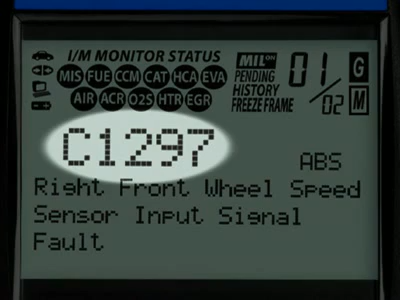 I/M MONITOR STATUS
MIL ON
MIS FUE CCM CAT HCA EVA
AIR ACR O2S HTR EGR
PENDING
HISTORY
FREEZE FRAME
01/02
G
M
C1297
ABS
Right Front Wheel Speed
Sensor Input Signal
Fault